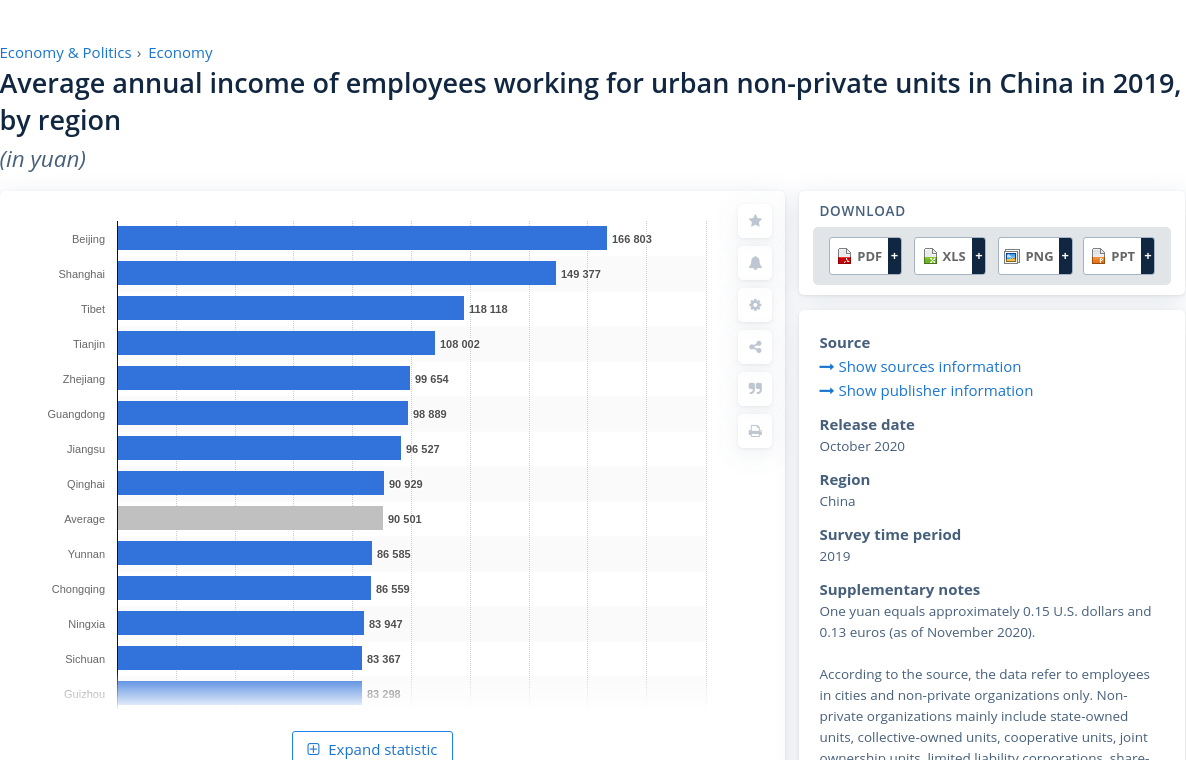 Economy & Politics › Economy
Average annual income of employees working for urban non-private units in China in 2019,
by region
(in yuan)
Beijing 166 803
Shanghai 149 377
Tibet 118 118
Tianjin 108 002
Zhejiang 99 654
Guangdong 98 889
Jiangsu 96 527
Qinghai 90 929
Average 90 501
Yunnan 86 585
Chongqing 86 559
Ningxia 83 947
Sichuan 83 367
Guizhou 83 298
Expand statistic
DOWNLOAD
PDF + XLS + PNG + PPT +
Source
Show sources information
Show publisher information
Release date
October 2020
Region
China
Survey time period
2019
Supplementary notes
One yuan equals approximately 0.15 U.S. dollars and
0.13 euros (as of November 2020).
According to the source, the data refer to employees
in cities and non-private organizations only. Non-
private organizations mainly include state-owned
units, collective-owned units, cooperative units, joint
ownership units, limited liability corporations, share-